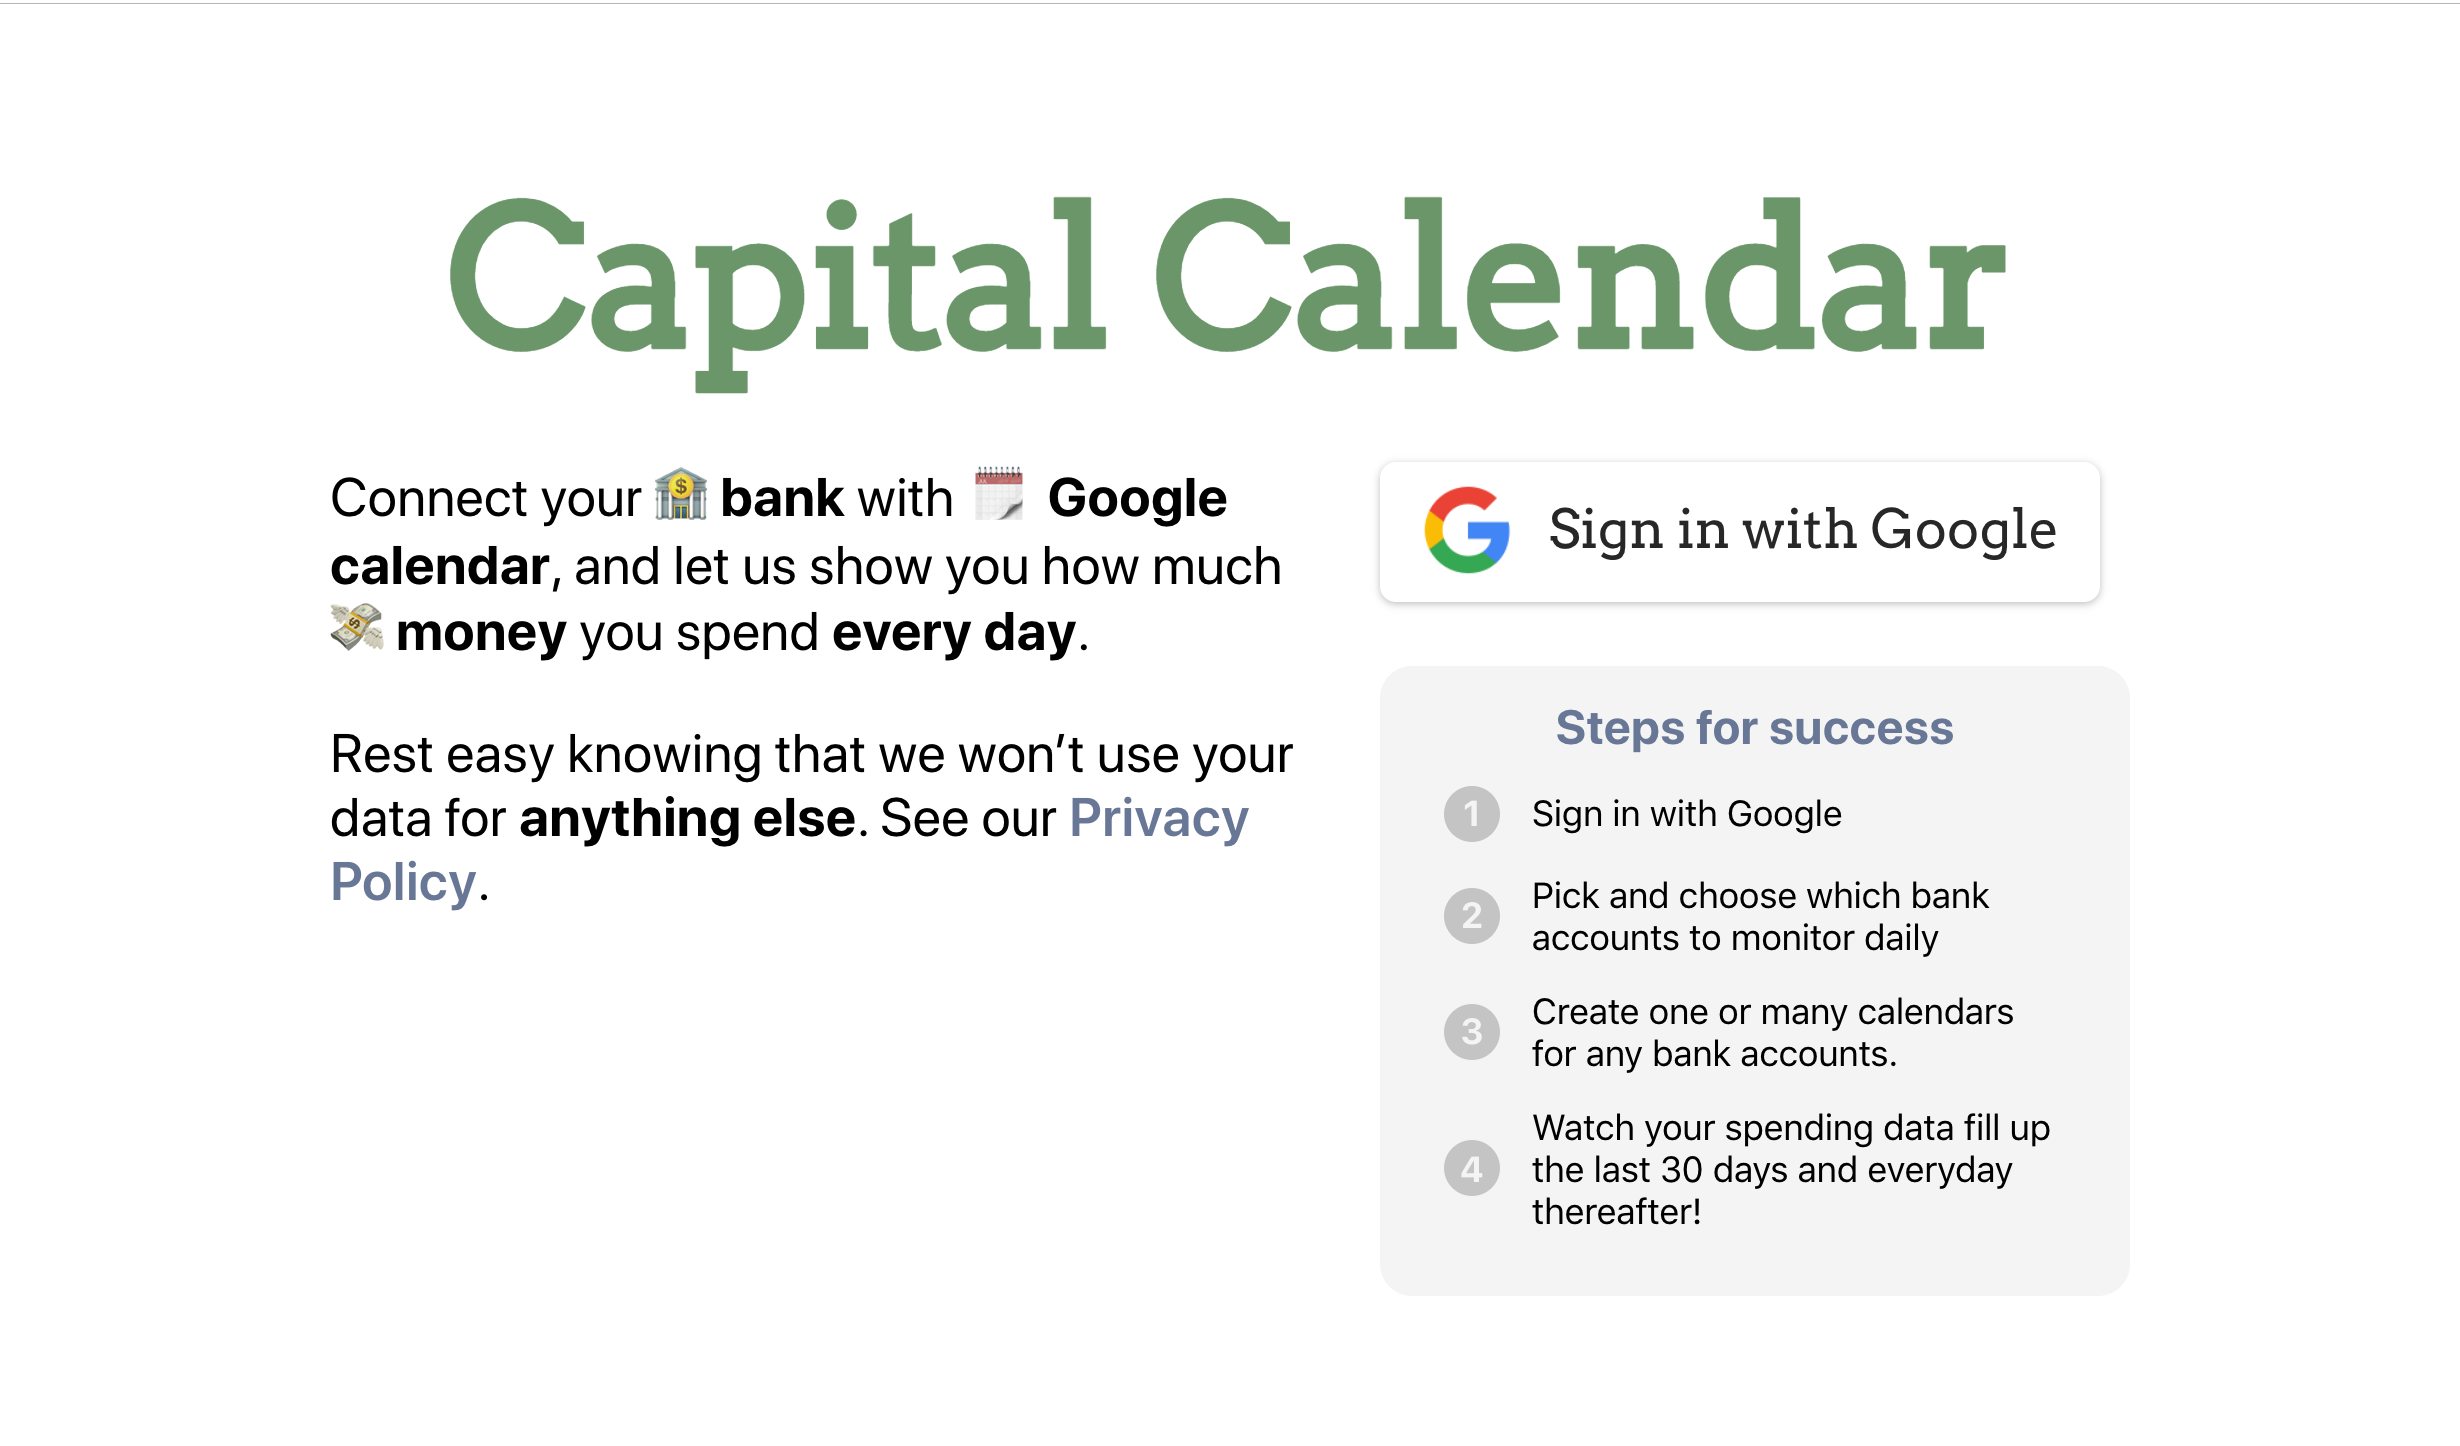 Capital Calendar
Connect your 🏦 bank with 🗓 Google
calendar, and let us show you how much
💸 money you spend every day.
Rest easy knowing that we won’t use your
data for anything else. See our Privacy
Policy.
Sign in with Google
Steps for success
1 Sign in with Google
2 Pick and choose which bank
accounts to monitor daily
3 Create one or many calendars
for any bank accounts.
4 Watch your spending data fill up
the last 30 days and everyday
thereafter!